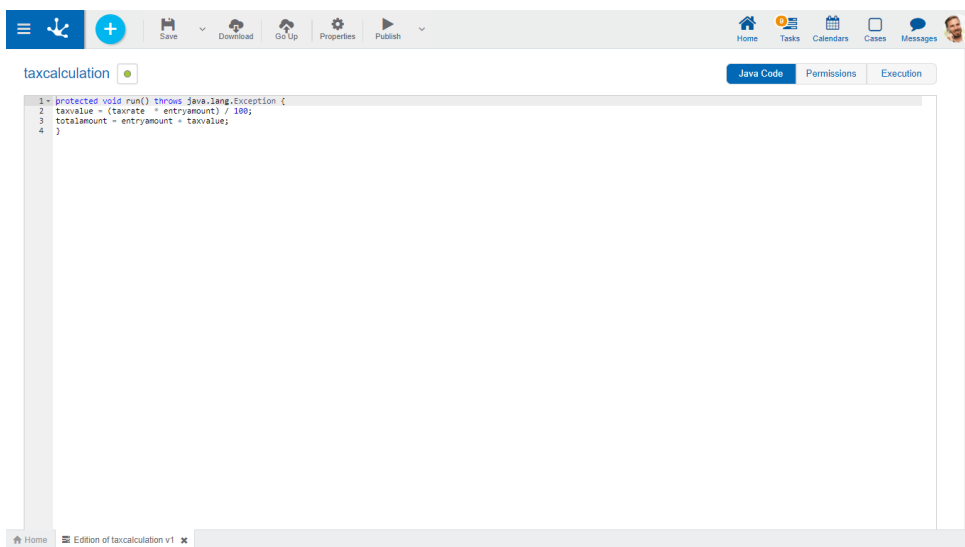 Save Download Go Up Properties Publish
9
Home Tasks Calendars Cases Messages
taxcalculation
Java Code Permissions Execution
1 protected void run() throws java.lang.Exception {
2 taxvalue = (taxrate * entryamount) / 100;
3 totalamount = entryamount + taxvalue;
4 }
Home Edition of taxcalculation v1